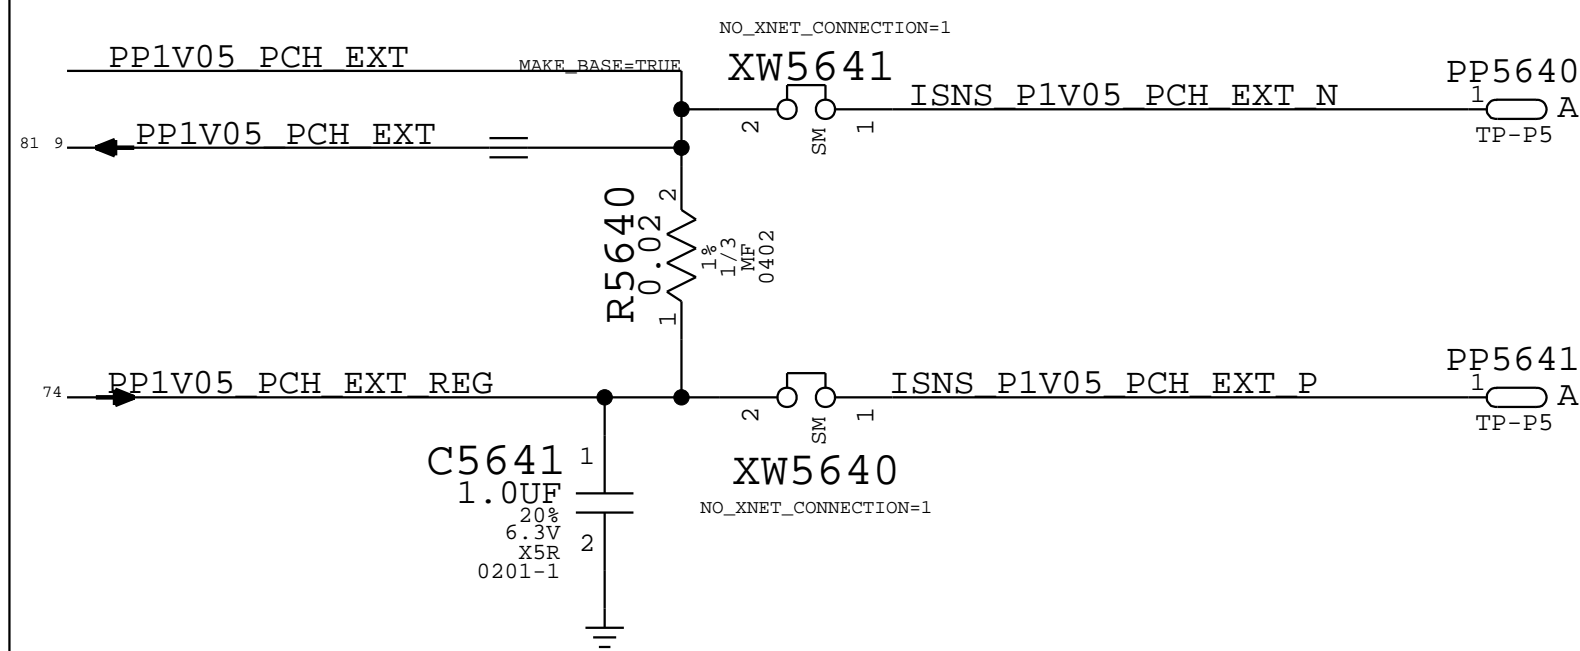 NO_XNET_CONNECTION=1
PP1V05_PCH_EXT
MAKE_BASE=TRUE
XW5641
ISNS_P1V05_PCH_EXT_N
PP5640
1
A
TP-P5
2
SM
1
81 9
PP1V05_PCH_EXT
R5640
0.02
2
1%
1/3
MF
0402
1
74
PP1V05_PCH_EXT_REG
ISNS_P1V05_PCH_EXT_P
PP5641
1
A
TP-P5
2
SM
1
XW5640
NO_XNET_CONNECTION=1
C5641
1
1.0UF
20%
6.3V
X5R
0201-1
2